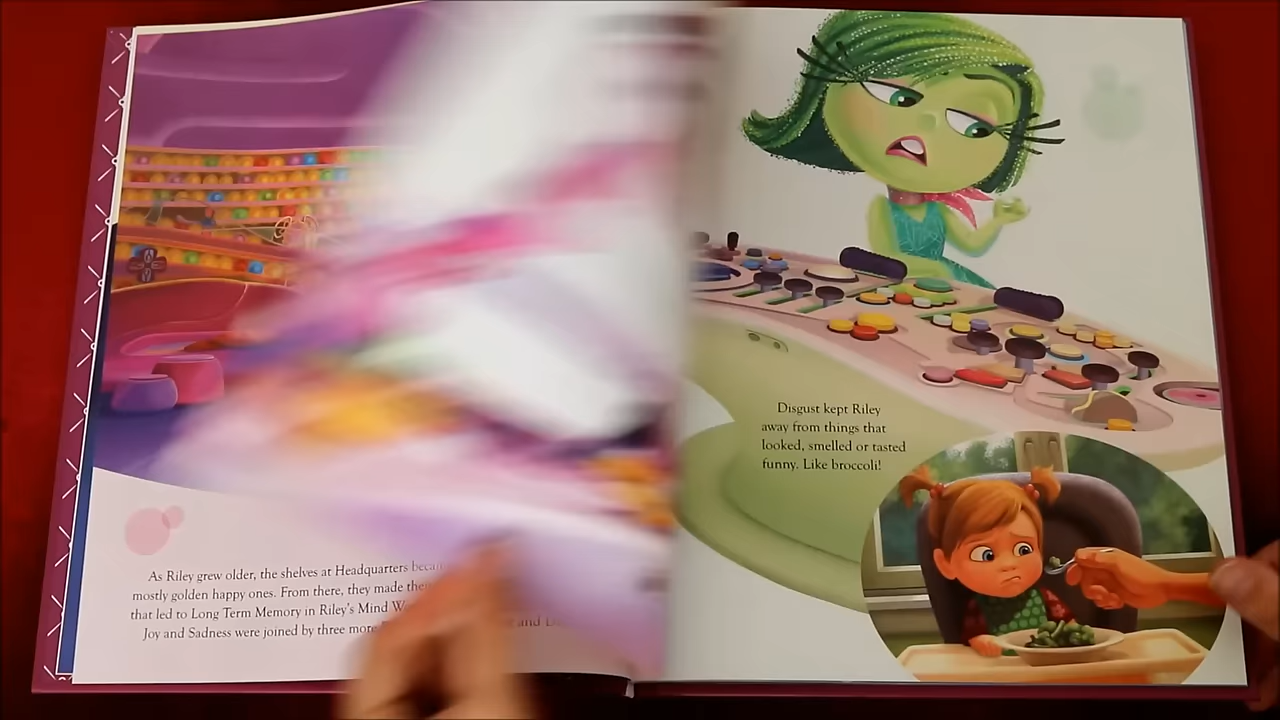 As Riley grew older, the shelves at Headquarters
mostly golden happy ones. From there, they made
that led to Long Term Memory in Riley's Mind
Joy and Sadness were joined by three more
and
Disgust kept Riley
away from things that
looked, smelled or tasted
funny. Like broccoli!